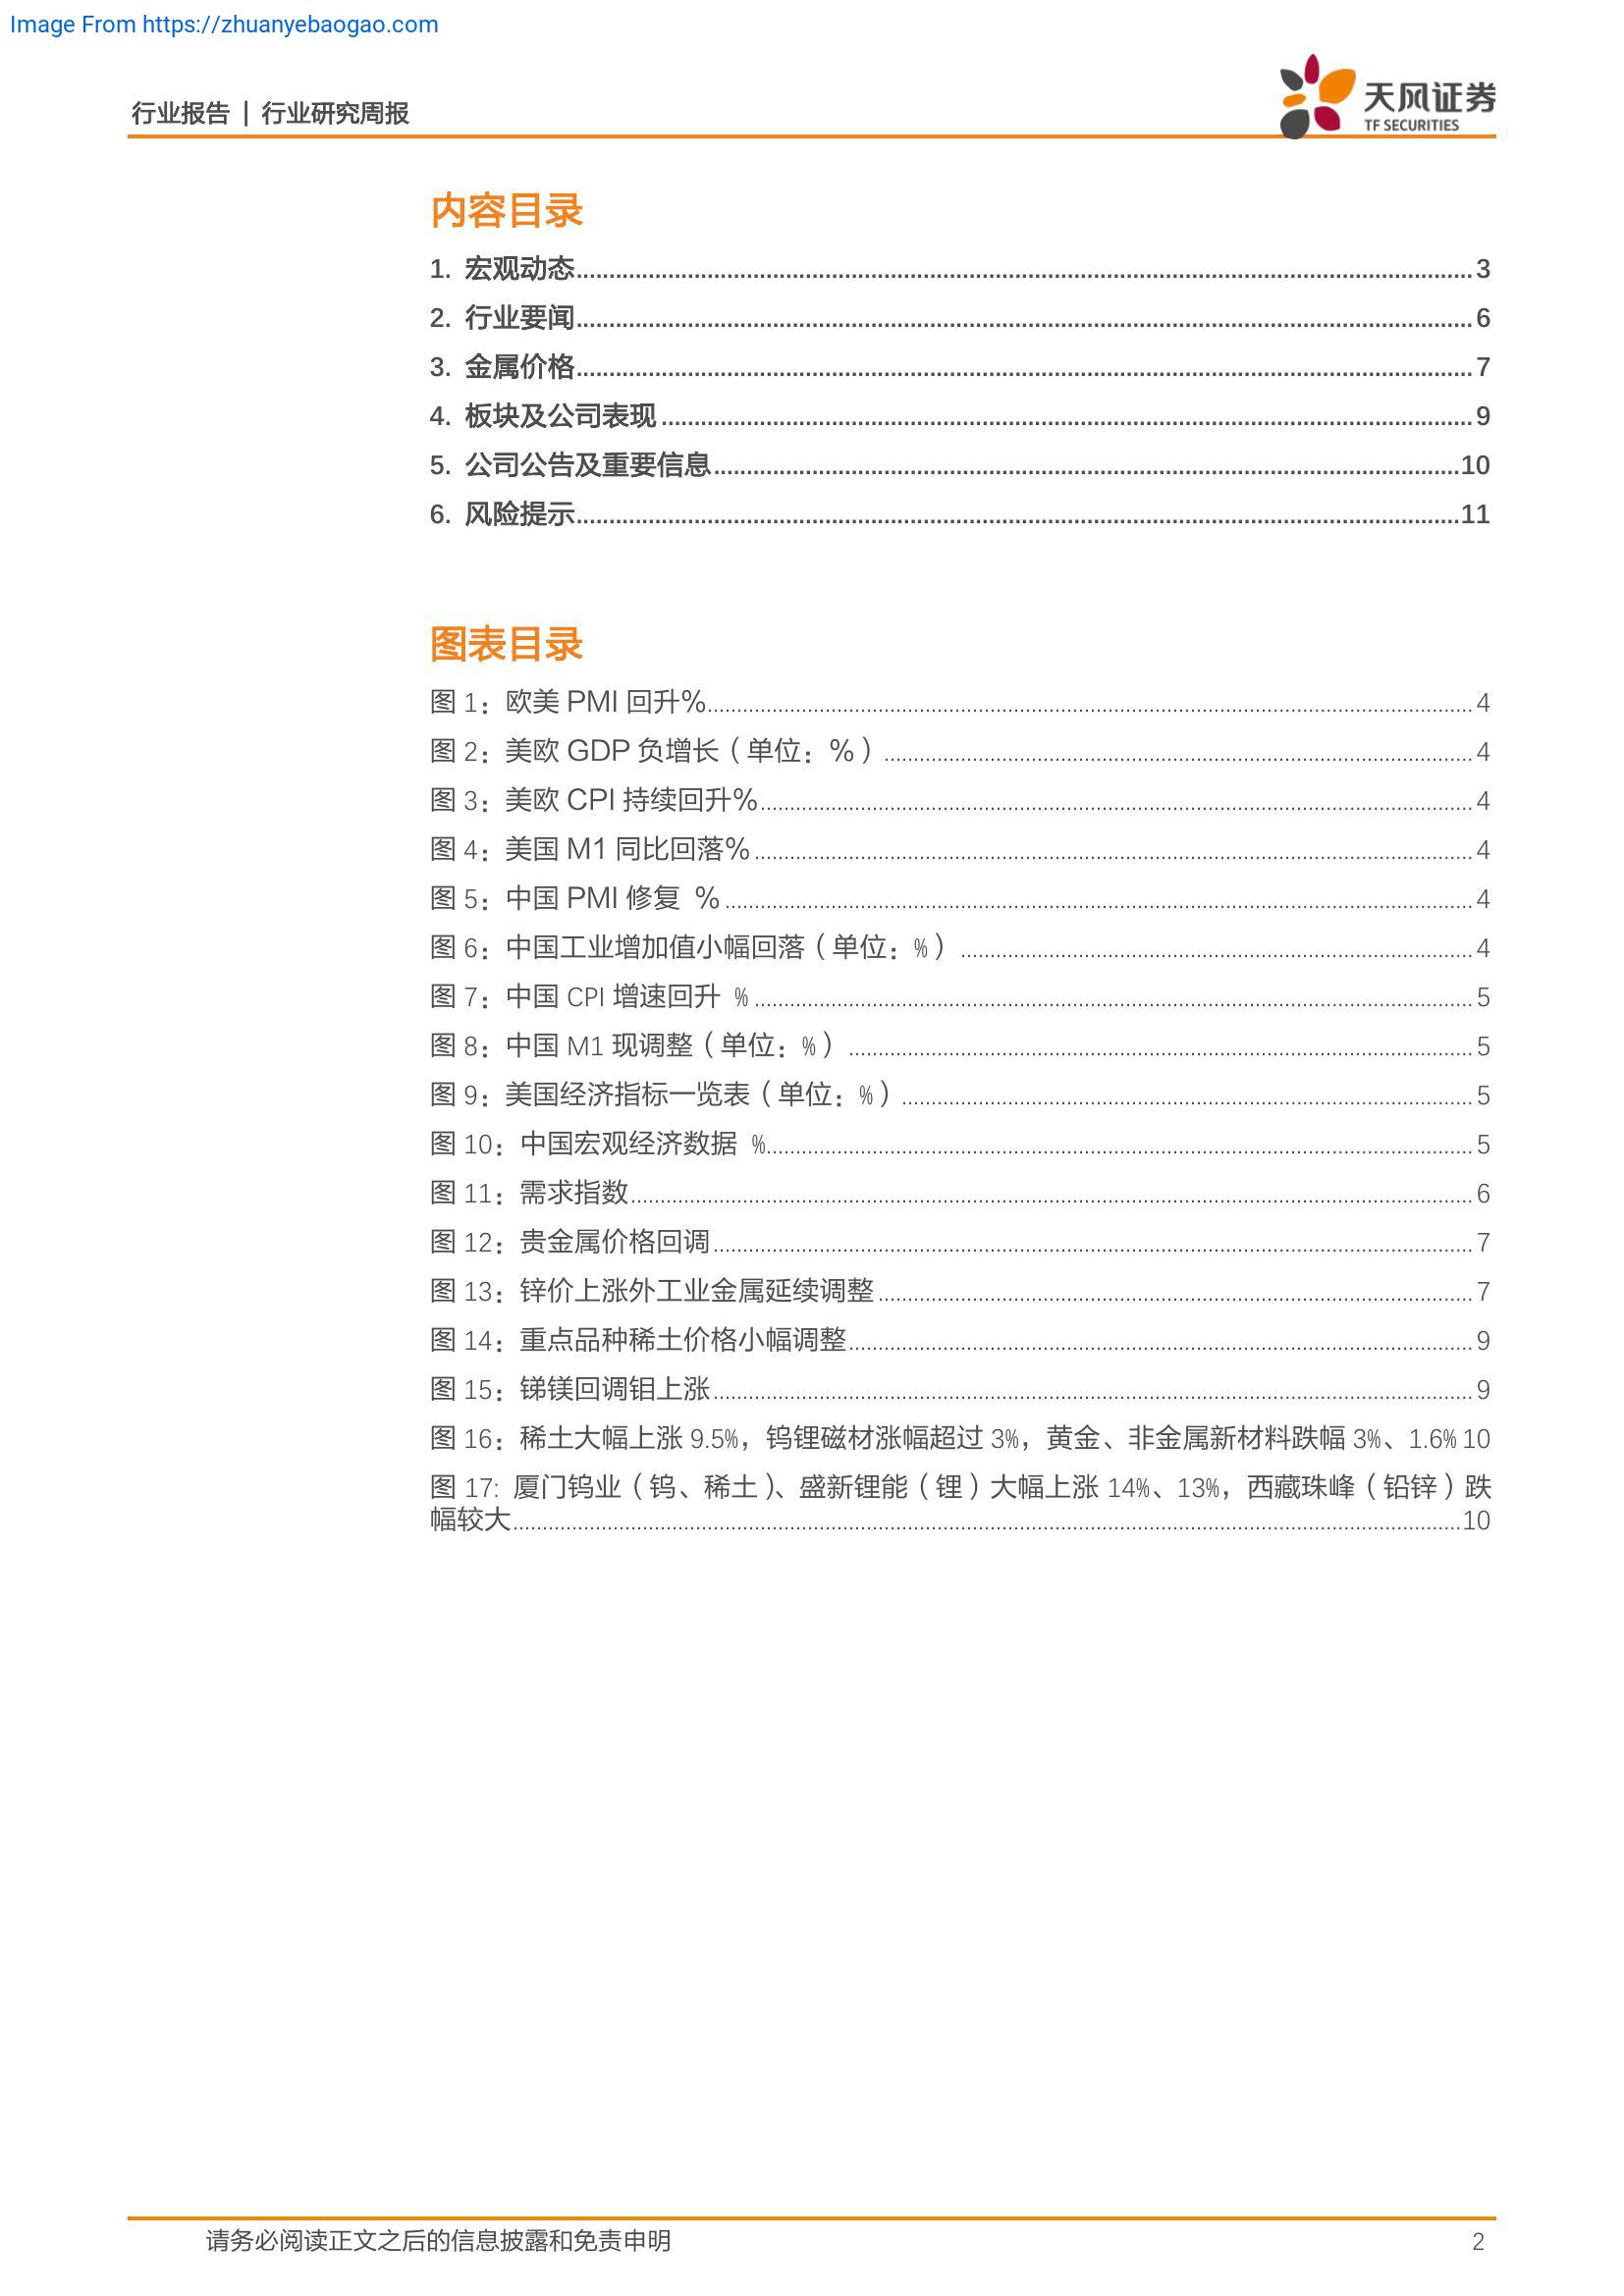 Image From https://zhuanyebaogao.com
行业报告 | 行业研究周报
天风证券
TF SECURITIES
内容目录
1. 宏观动态........................................3
2. 行业要闻........................................6
3. 金属价格........................................7
4. 板块及公司表现........................................9
5. 公司公告及重要信息........................................10
6. 风险提示........................................11
图表目录
图 1：欧美 PMI 回升%........................................4
图 2：美欧 GDP 负增长（单位：%）........................................4
图 3：美欧 CPI 持续回升%........................................4
图 4：美国 M1 同比回落%........................................4
图 5：中国 PMI 修复 %........................................4
图 6：中国工业增加值小幅回落（单位：%）........................................4
图 7：中国 CPI 增速回升 %........................................5
图 8：中国 M1 现调整（单位：%）........................................5
图 9：美国经济指标一览表（单位：%）........................................5
图 10：中国宏观经济数据 %........................................5
图 11：需求指数........................................6
图 12：贵金属价格回调........................................7
图 13：锌价上涨外工业金属延续调整........................................7
图 14：重点品种稀土价格小幅调整........................................9
图 15：锑镁回调钼上涨........................................9
图 16：稀土大幅上涨 9.5%，钨锂磁材涨幅超过 3%，黄金、非金属新材料跌幅 3%、1.6% 10
图 17: 厦门钨业（钨、稀土）、盛新锂能（锂）大幅上涨 14%、13%，西藏珠峰（铅锌）跌
幅较大........................................10
请务必阅读正文之后的信息披露和免责申明 2